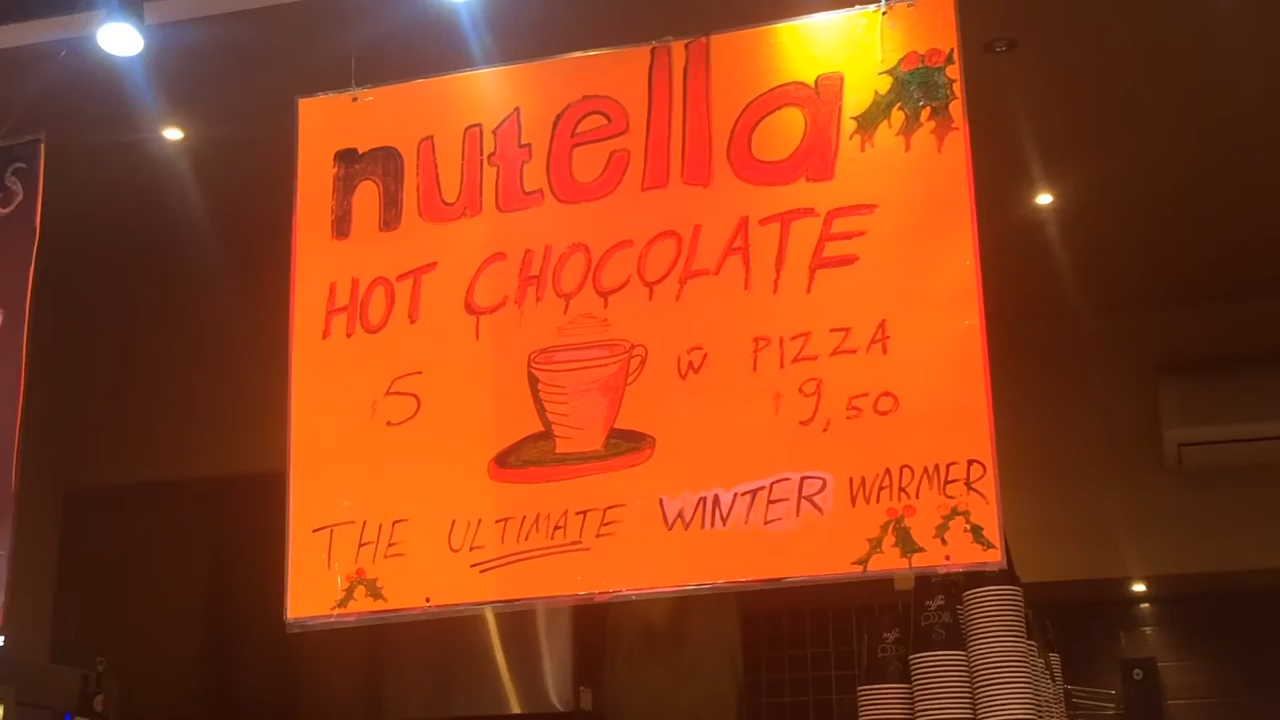 nutella
HOT CHOCOLATE
$5
w̄ PIZZA
$9,50
THE ULTIMATE WINTER WARMER